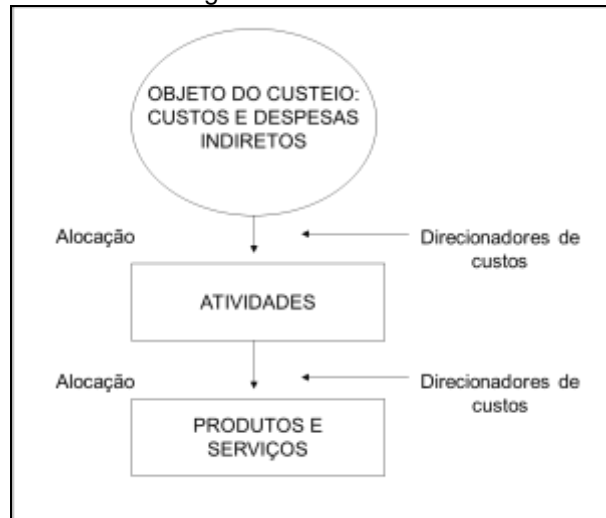 OBJETO DO CUSTEIO:
CUSTOS E DESPESAS
INDIRETOS
Alocação
Direcionadores de
custos
ATIVIDADES
Alocação
Direcionadores de
custos
PRODUTOS E
SERVIÇOS